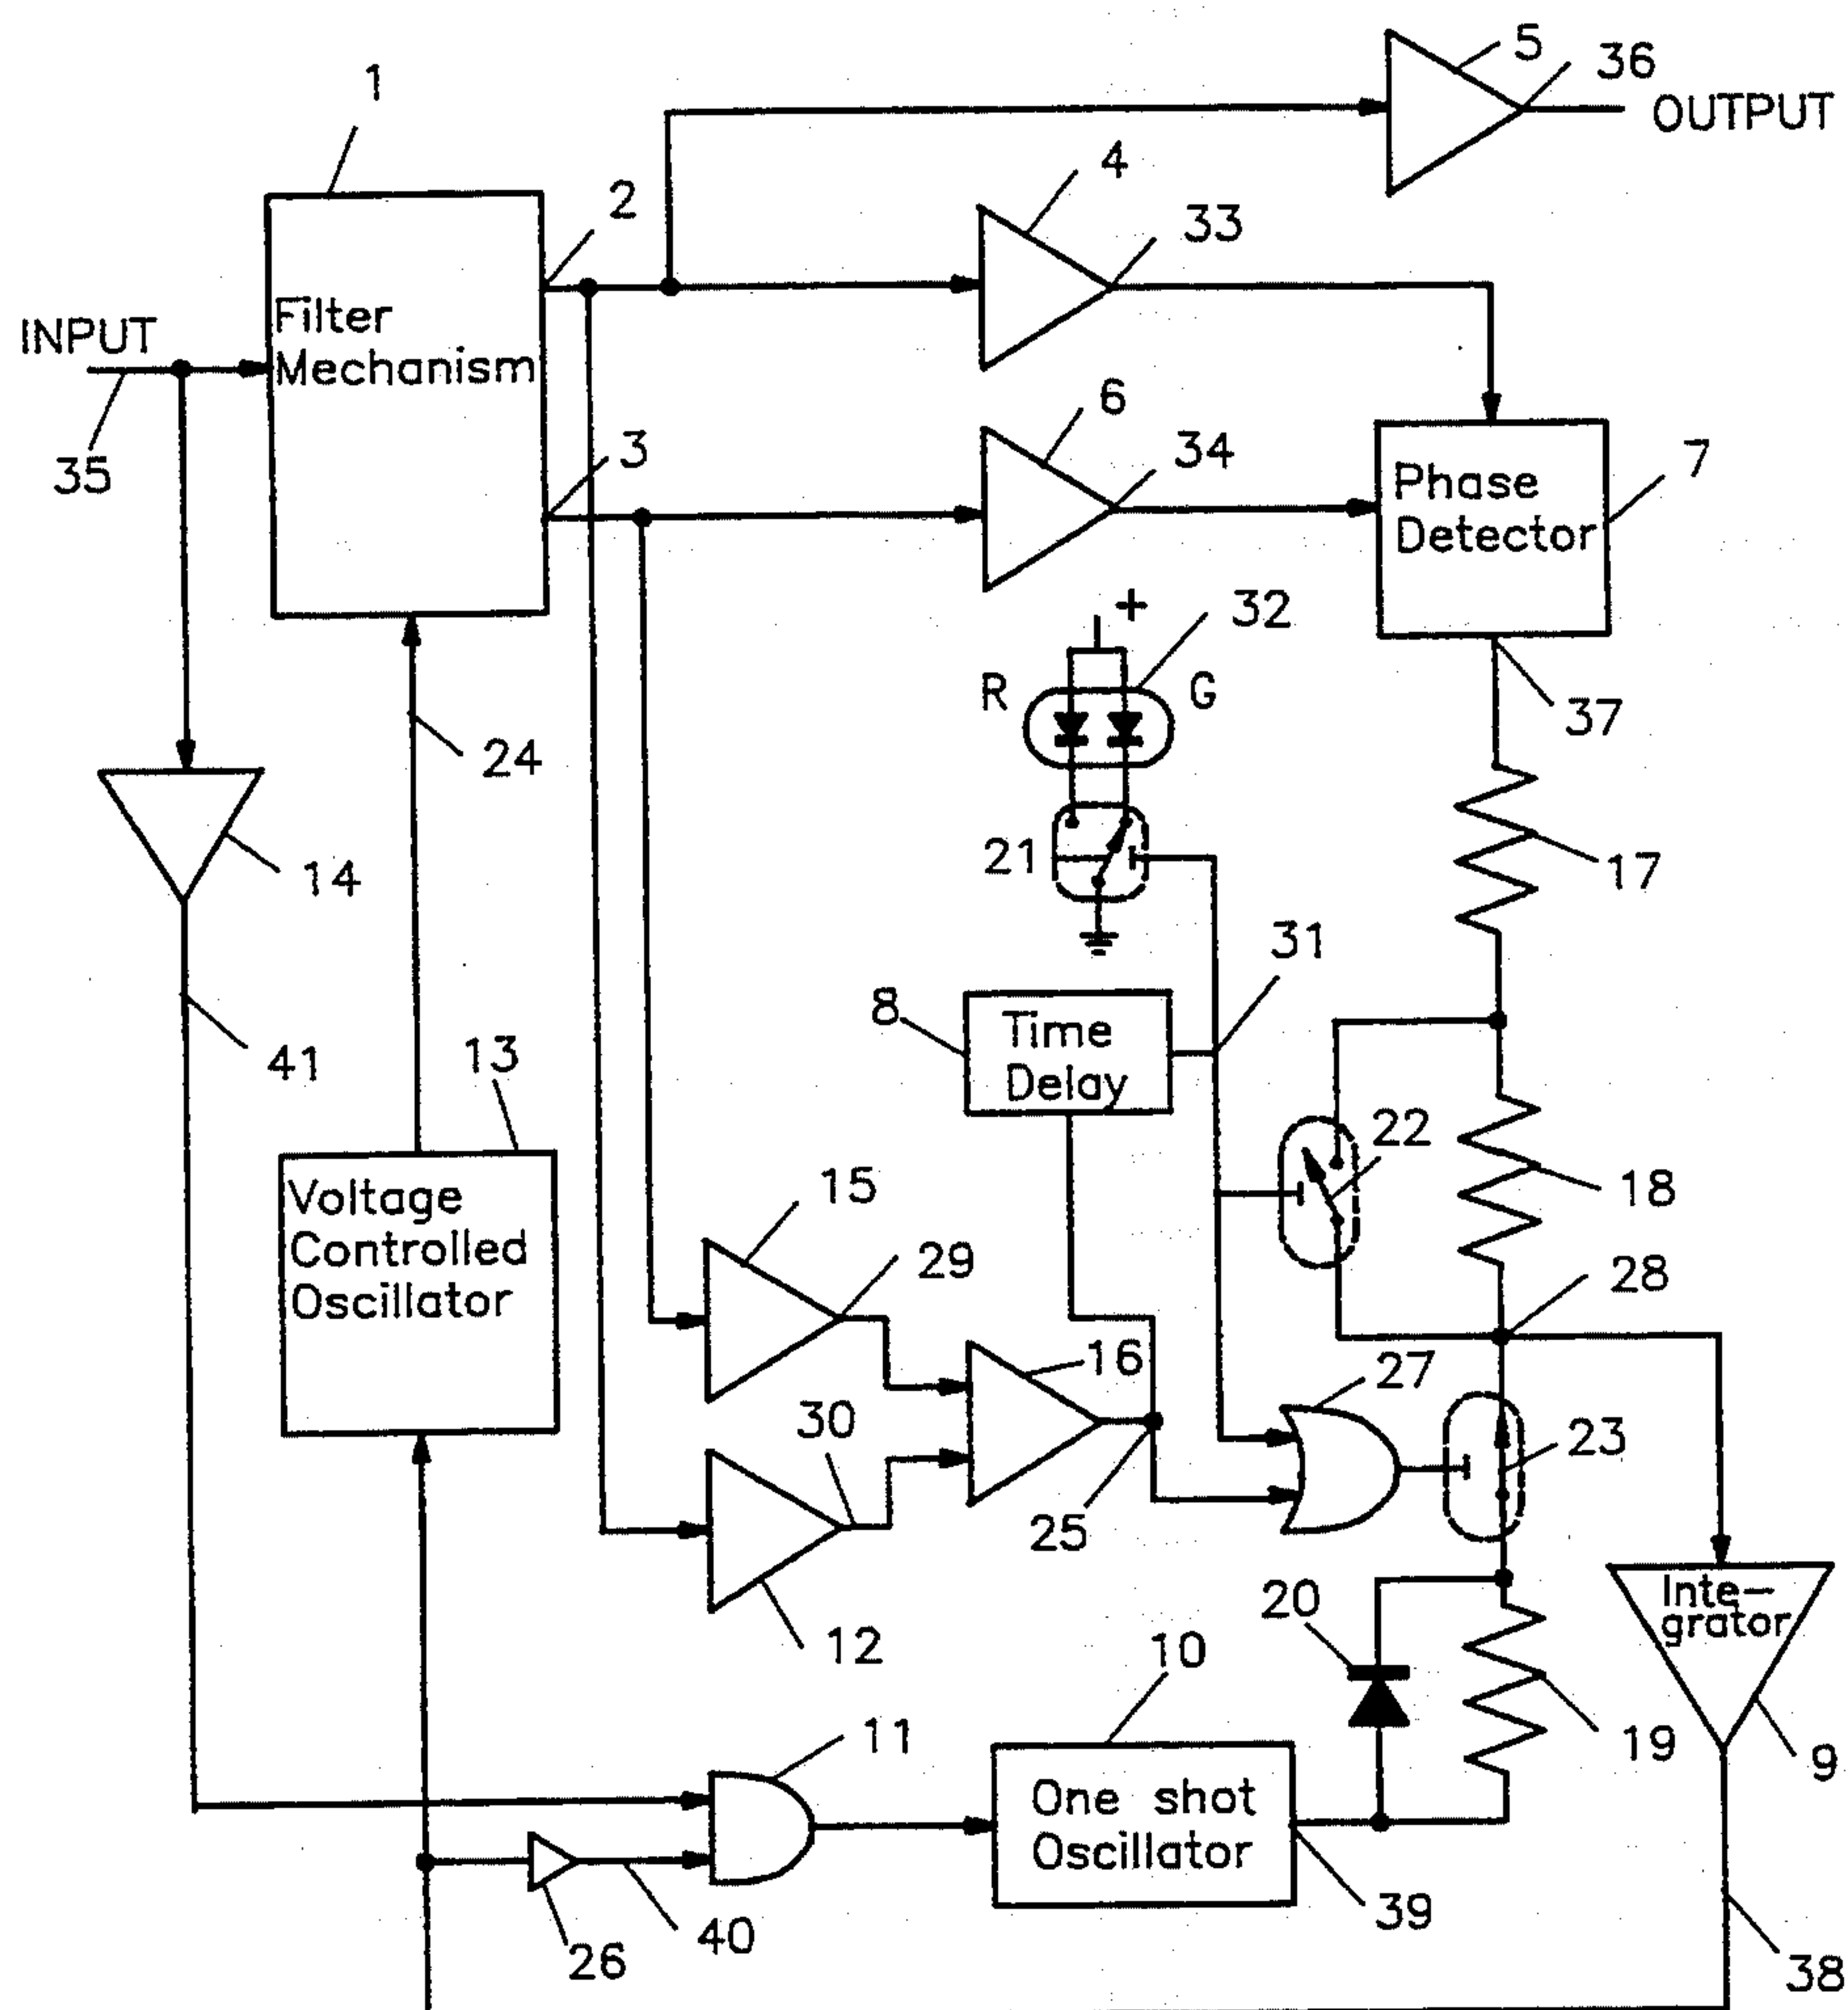 5
36
OUTPUT
1
4
2
33
Filter
Mechanism
INPUT
6
3
34
35
Phase
Detector
7
+
32
R
G
37
24
21
14
17
31
8
Time
Delay
41
13
22
15
18
Voltage
Controlled
Oscillator
29
28
16
27
30
23
25
20
Inte-
grator
12
10
11
19
9
One shot
Oscillator
39
40
26
38